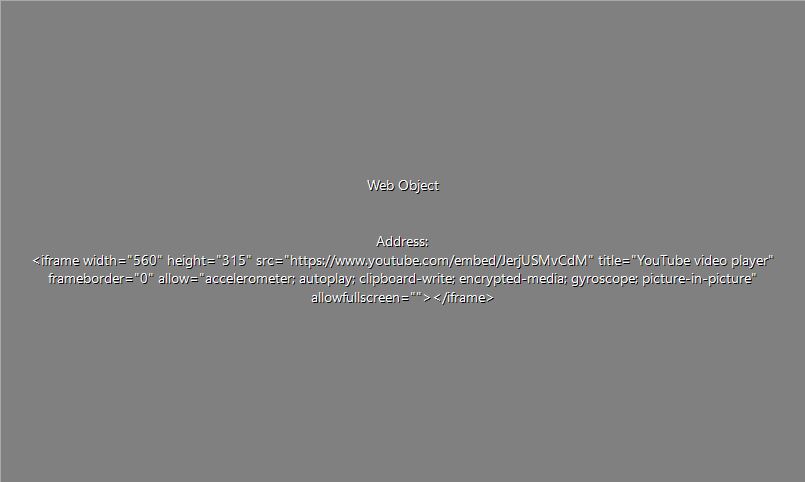 Web Object
Address:
<iframe width="560" height="315" src="https://www.youtube.com/embed/JerjUSMvCdM" title="YouTube video player"
frameborder="0" allow="accelerometer; autoplay; clipboard-write; encrypted-media; gyroscope; picture-in-picture"
allowfullscreen=""></iframe>